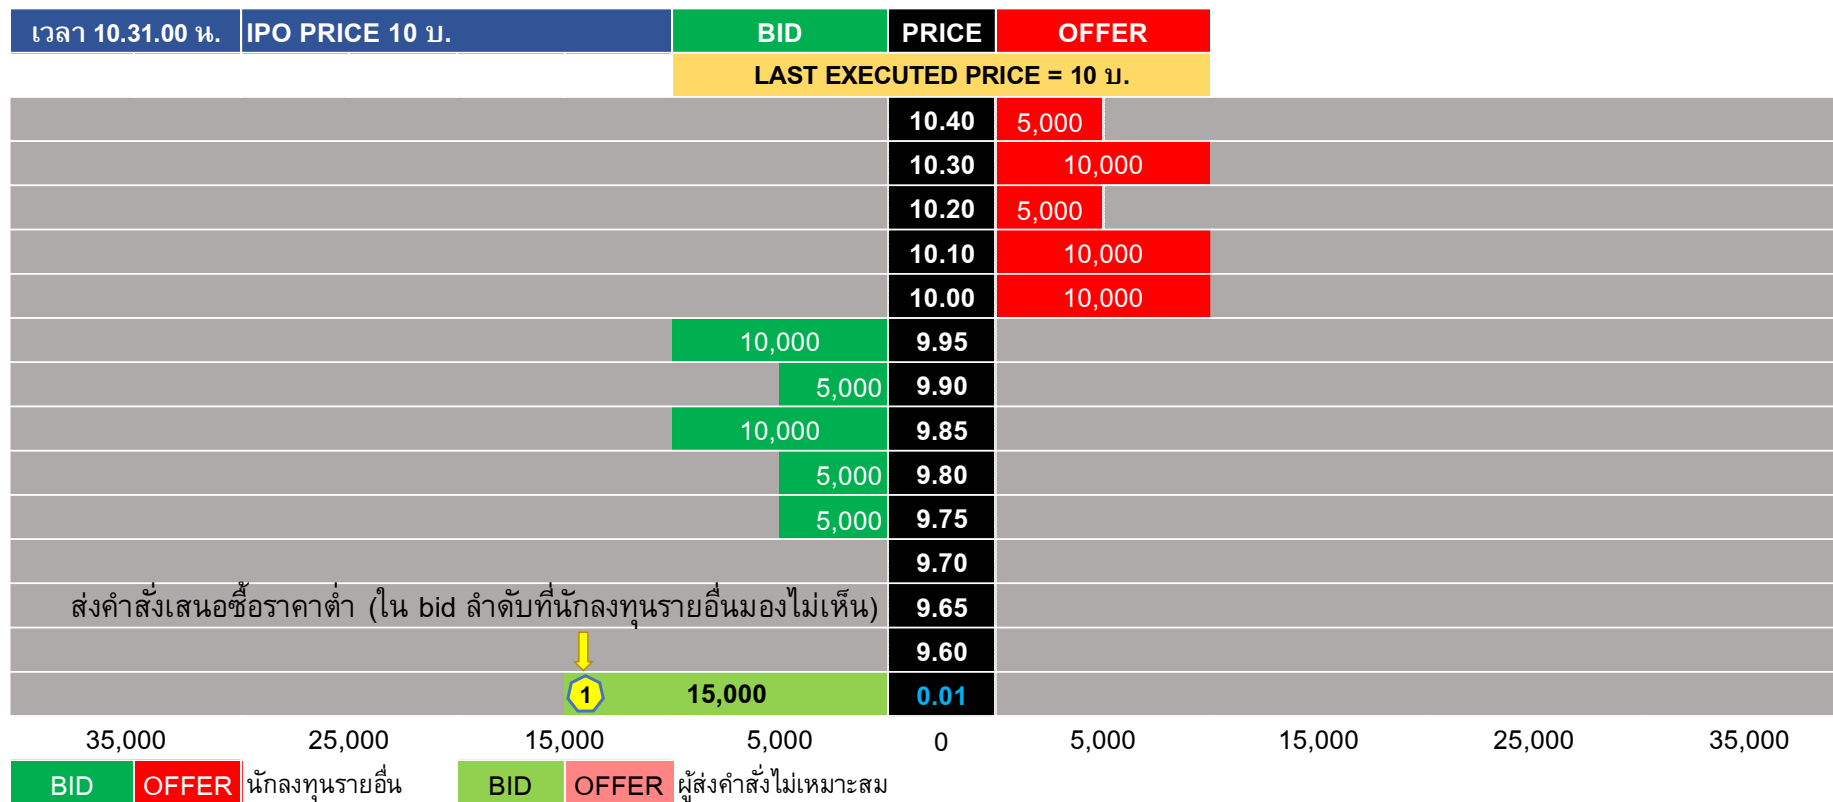 เวลา 10.31.00 น. IPO PRICE 10 บ. BID PRICE OFFER
LAST EXECUTED PRICE = 10 บ.
10.40 5,000
10.30 10,000
10.20 5,000
10.10 10,000
10.00 10,000
10,000 9.95
5,000 9.90
10,000 9.85
5,000 9.80
5,000 9.75
9.70
ส่งคำสั่งเสนอซื้อราคาต่ำ (ใน bid ลำดับที่นักลงทุนรายอื่นมองไม่เห็น) 9.65
9.60
1 15,000 0.01
35,000 25,000 15,000 5,000 0 5,000 15,000 25,000 35,000
BID OFFER นักลงทุนรายอื่น BID OFFER ผู้ส่งคำสั่งไม่เหมาะสม